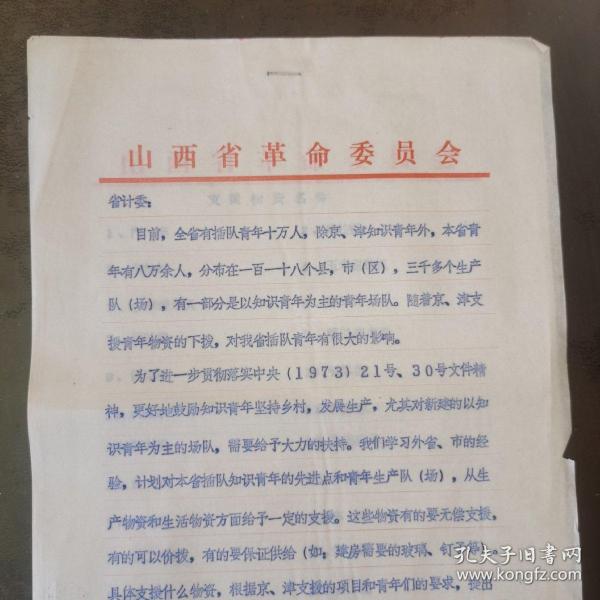 山西省革命委员会
省计委：
目前，全省有插队青年十万人，除京、津知识青年外，本省青
年有八万余人，分布在一百一十八个县，市（区），三千多个生产
队（场），有一部分是以知识青年为主的青年场队。随着京、津支
援青年物资的下拨，对我省插队青年有很大的影响。
为了进一步贯彻落实中央（1973）21号、30号文件精
神，更好地鼓励知识青年坚持乡村，发展生产，尤其对新建的以知
识青年为主的场队，需要给予大力的扶持。我们学习外省、市的经
验，计划对本省插队知识青年的先进点和青年生产队（场），从生
产物资和生活物资方面给予一定的支援。这些物资有的要无偿支援，
有的可以价拨，有的要保证供给（如：建房需要的玻璃、钉子等）。
具体支援什么物资，根据京、津支援的项目和青年们的要求，提出
孔夫子旧书网
www.kongfz.com